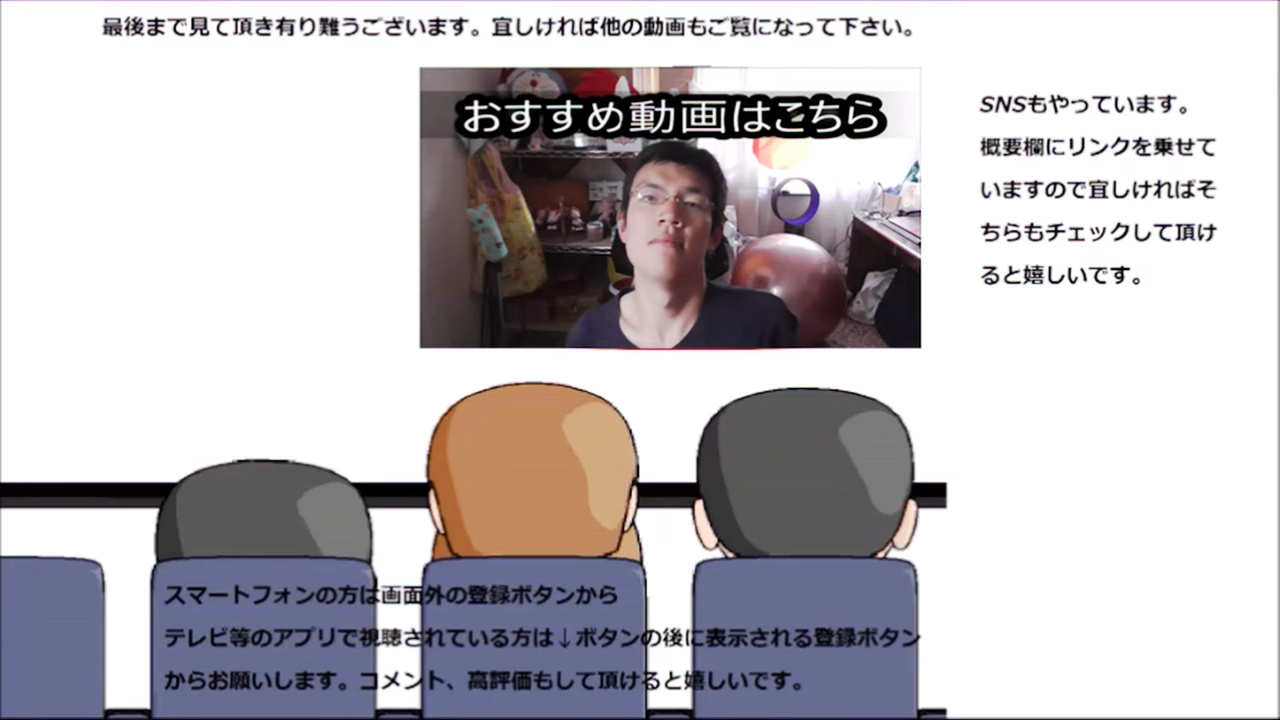 最後まで見て頂き有り難うございます。宜しければ他の動画もご覧になって下さい。
おすすめ動画はこちら
SNSもやっています。
概要欄にリンクを乗せて
いますので宜しければそ
ちらもチェックして頂け
ると嬉しいです。
スマートフォンの方は画面外の登録ボタンから
テレビ等のアプリで視聴されている方は↓ボタンの後に表示される登録ボタン
からお願いします。コメント、高評価もして頂けると嬉しいです。